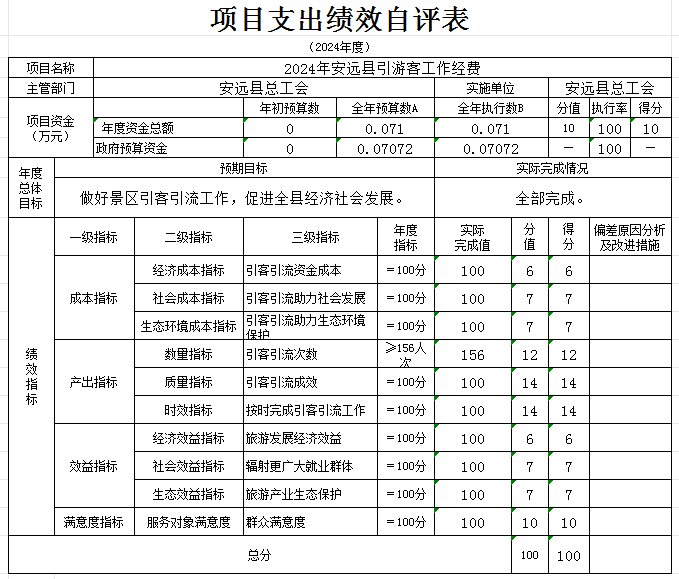 项目支出绩效自评表
（2024年度）
项目名称 2024年安远县引游客工作经费
主管部门 安远县总工会 实施单位 安远县总工会
项目资金（万元） 年初预算数 全年预算数A 全年执行数B 分值 执行率 得分
年度资金总额 0 0.071 0.071 10 100 10
政府预算资金 0 0.07072 0.07072 — 100 —
年度总体目标 预期目标 实际完成情况
做好景区引客引流工作，促进全县经济社会发展。 全部完成。
绩效指标 一级指标 二级指标 三级指标 年度指标 实际完成值 分值 得分 偏差原因分析及改进措施
成本指标 经济成本指标 引客引流资金成本 ＝100分 100 6 6
社会成本指标 引客引流助力社会发展 ＝100分 100 7 7
生态环境成本指标 引客引流助力生态环境保护 ＝100分 100 7 7
产出指标 数量指标 引客引流次数 ≥156人次 156 12 12
质量指标 引客引流成效 ＝100分 100 14 14
时效指标 按时完成引客引流工作 ＝100分 100 14 14
效益指标 经济效益指标 旅游发展经济效益 ＝100分 100 6 6
社会效益指标 辐射更广大就业群体 ＝100分 100 7 7
生态效益指标 旅游产业生态保护 ＝100分 100 7 7
满意度指标 服务对象满意度 群众满意度 ＝100分 100 10 10
总分 100 100